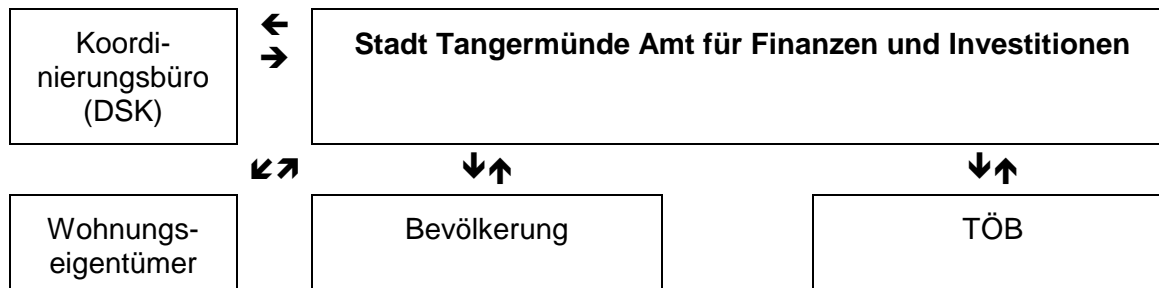 Koordi-
nierungsbüro
(DSK)
Stadt Tangermünde Amt für Finanzen und Investitionen
Wohnungs-
eigentümer
Bevölkerung
TÖB